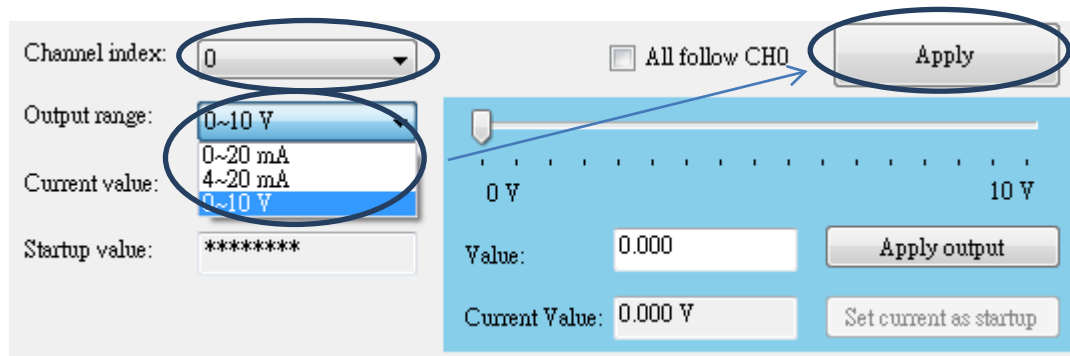 Channel index: 0
All follow CH0
Apply
Output range: 0~10 V
0~20 mA
4~20 mA
0~10 V
Current value:
0 V
10 V
Startup value: ********
Value: 0.000
Apply output
Current Value: 0.000 V
Set current as startup